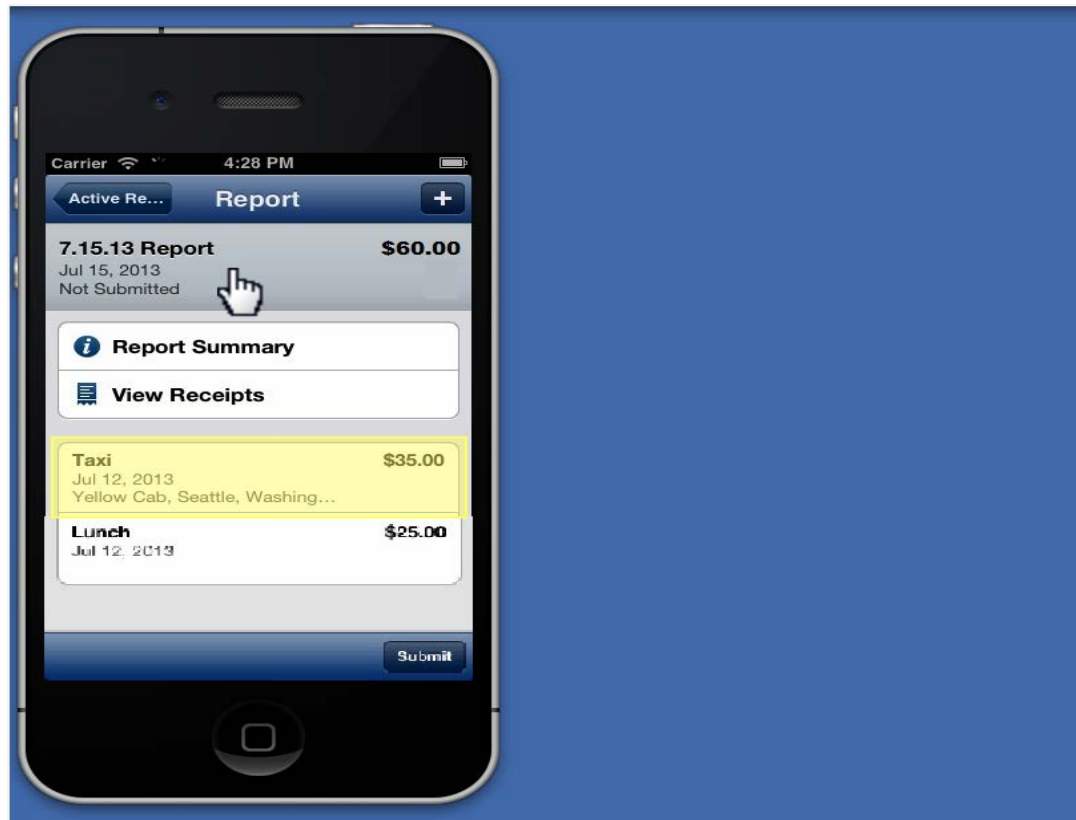 Carrier 4:28 PM
Active Re... Report +
7.15.13 Report $60.00
Jul 15, 2013
Not Submitted
i Report Summary
View Receipts
Taxi $35.00
Jul 12, 2013
Yellow Cab, Seattle, Washing...
Lunch $25.00
Jul 12, 2013
Submit